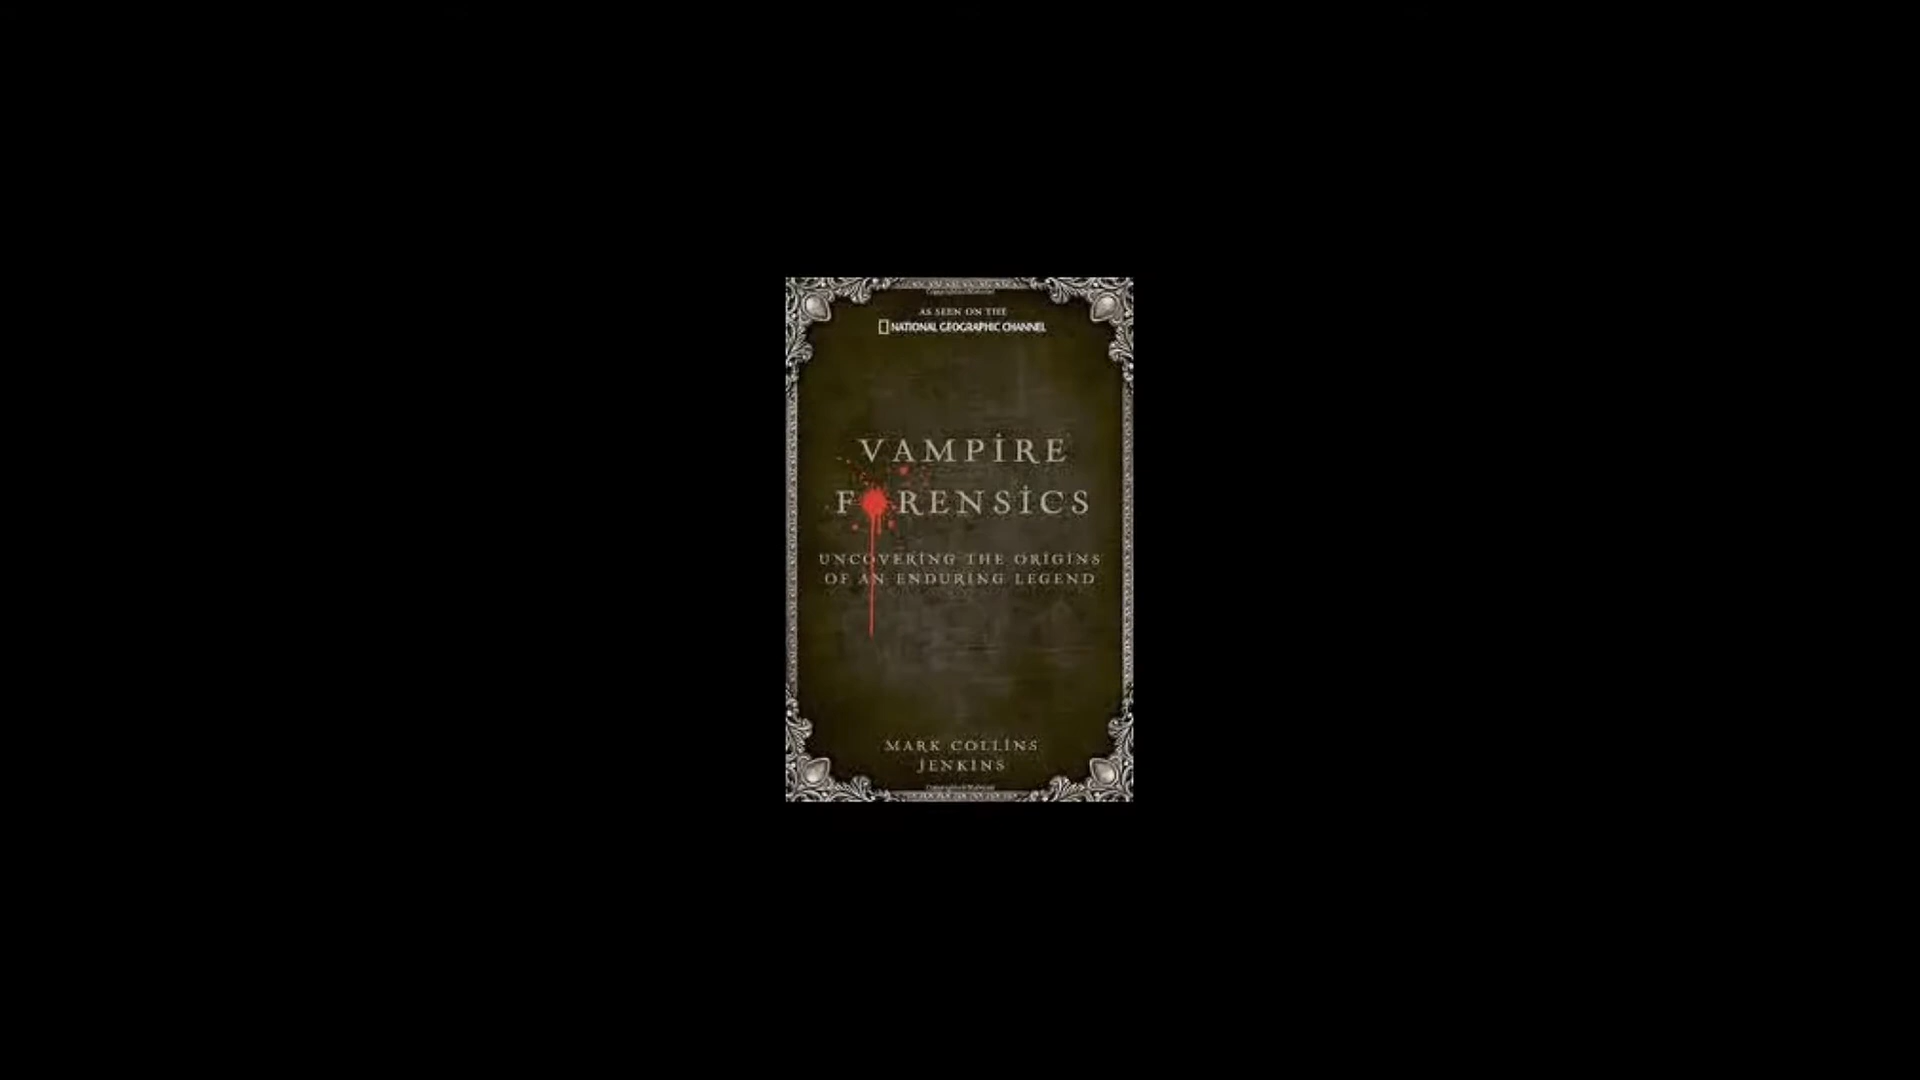 AS SEEN ON THE
NATIONAL GEOGRAPHIC CHANNEL
VAMPIRE
FORENSICS
UNCOVERING THE ORIGINS
OF AN ENDURING LEGEND
MARK COLLINS
JENKINS